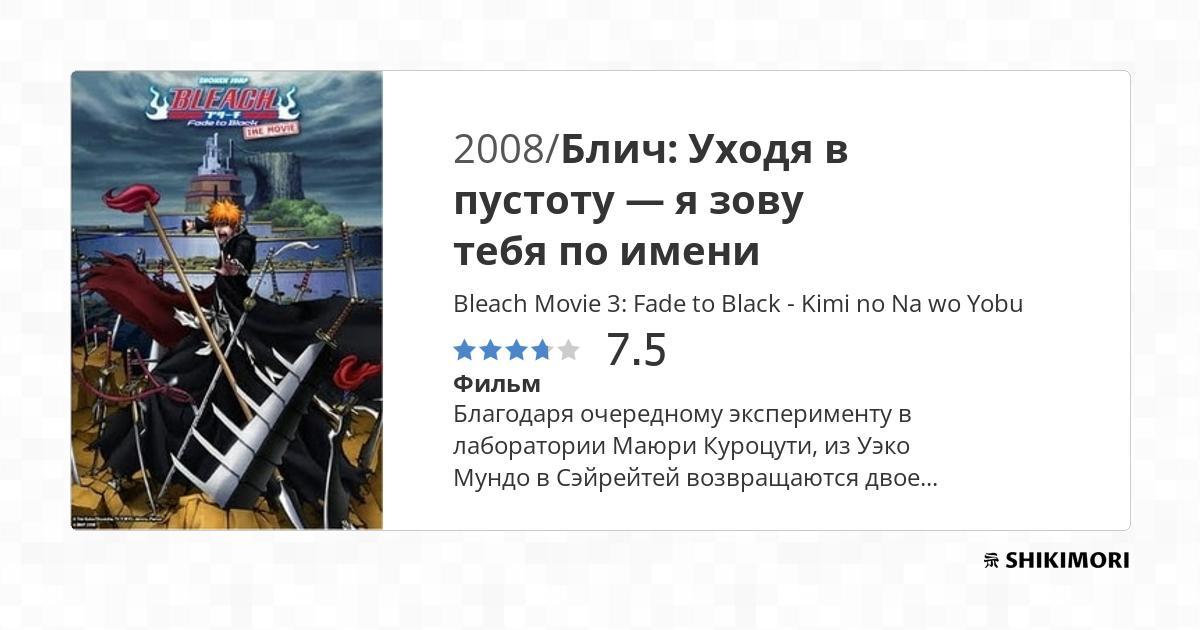 SHONEN JUMP
BLEACH
ブリーチ
Fade to Black
THE MOVIE
2008/Блич: Уходя в
пустоту — я зову
тебя по имени
Bleach Movie 3: Fade to Black - Kimi no Na wo Yobu
7.5
Фильм
Благодаря очередному эксперименту в
лаборатории Маюри Куроцути, из Уэко
Мундо в Сэйрейтей возвращаются двое...
SHIKIMORI